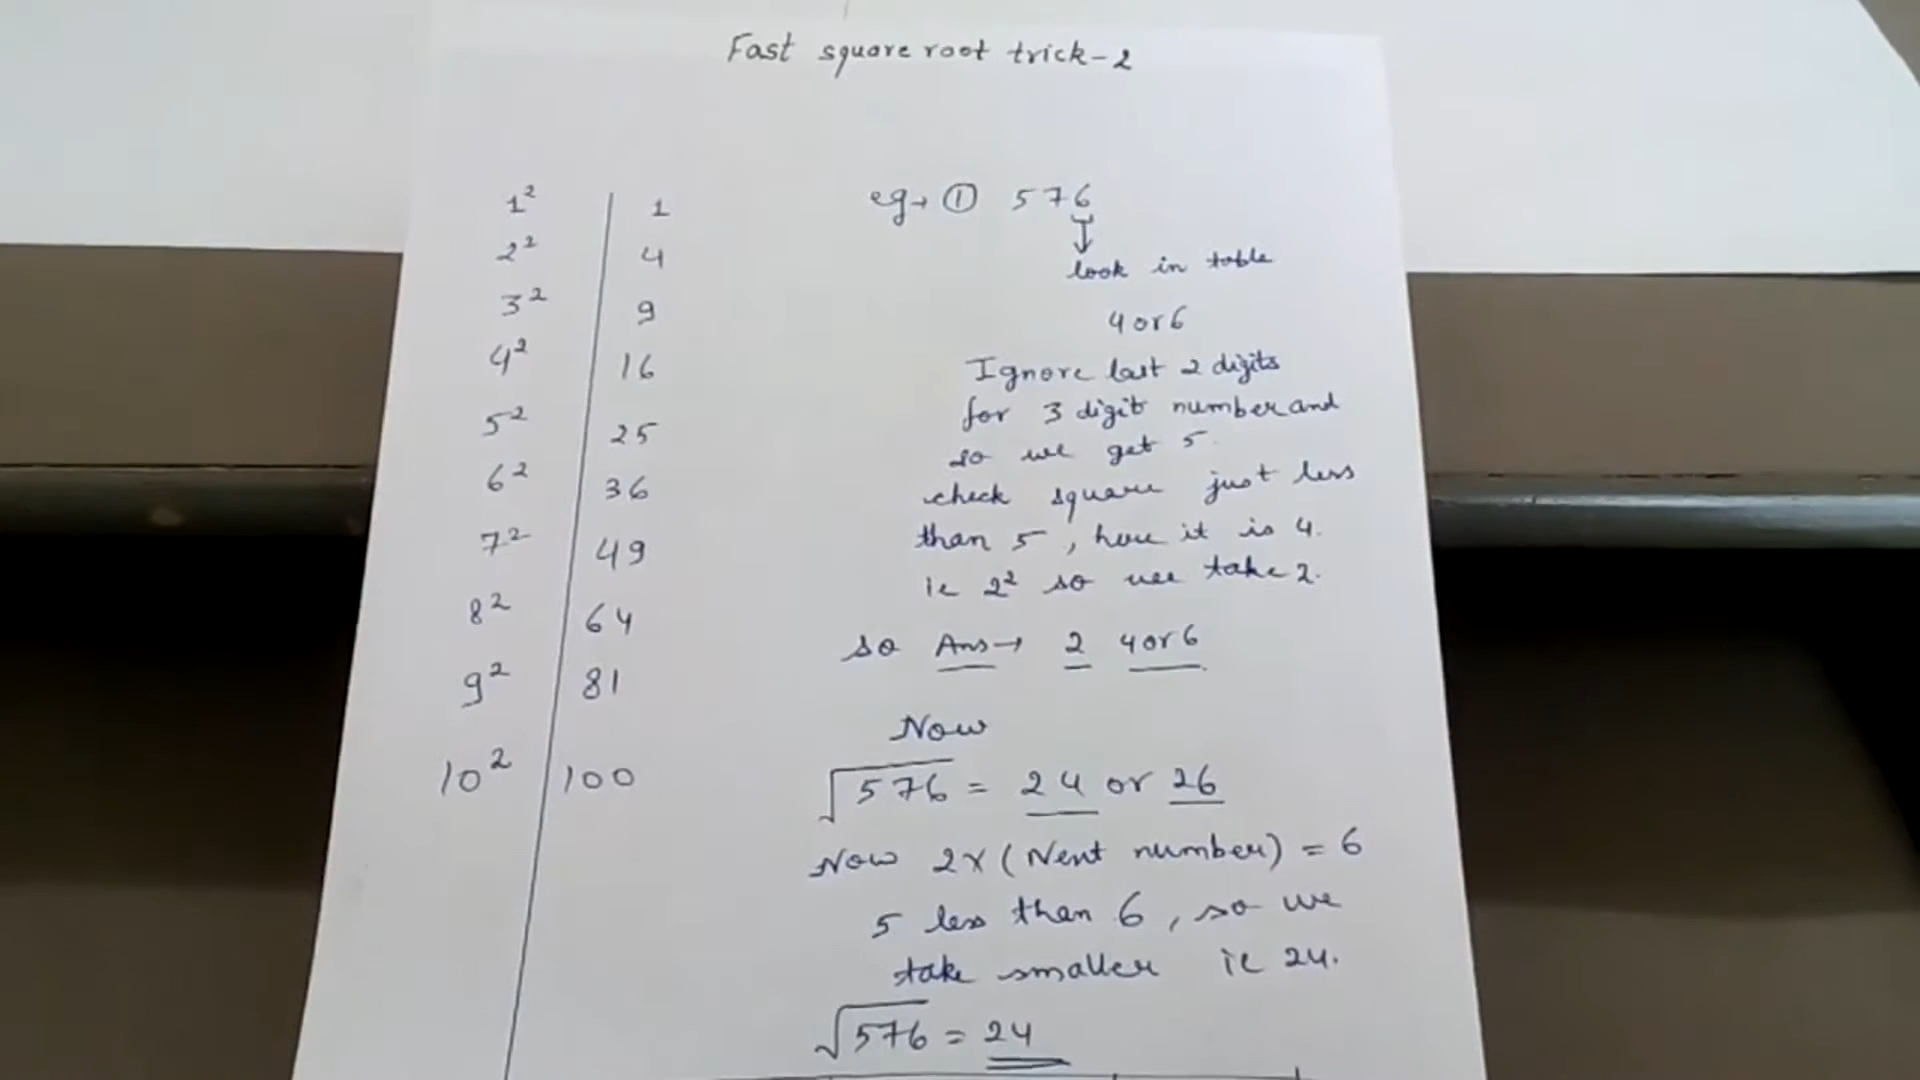 Fast square root trick-2
1² | 1
2² | 4
3² | 9
4² | 16
5² | 25
6² | 36
7² | 49
8² | 64
9² | 81
10² | 100
eg→ ① 576
↓
look in table
4 or 6
Ignore last 2 digits
for 3 digit number and
so we get 5.
check square just less
than 5, here it is 4.
ie 2² so we take 2.
so Ans→ 2 4 or 6
Now
√576 = 24 or 26
Now 2x (Next number) = 6
5 less than 6, so we
take smaller ie 24.
√576 = 24